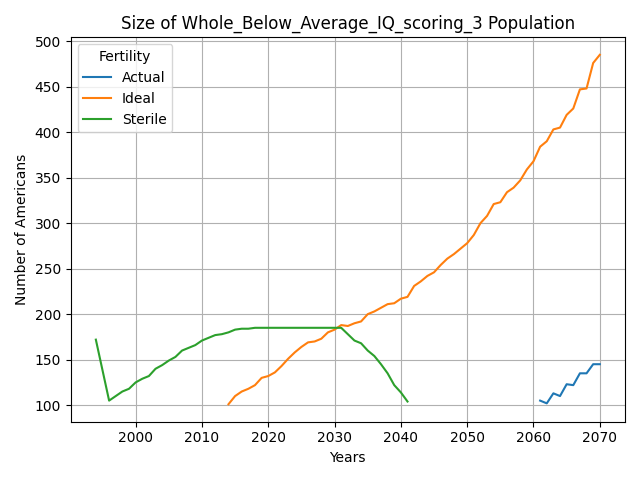 Size of Whole_Below_Average_IQ_scoring_3 Population
Fertility
Actual
Ideal
Sterile
Number of Americans
500
450
400
350
300
250
200
150
100
2000 2010 2020 2030 2040 2050 2060 2070
Years